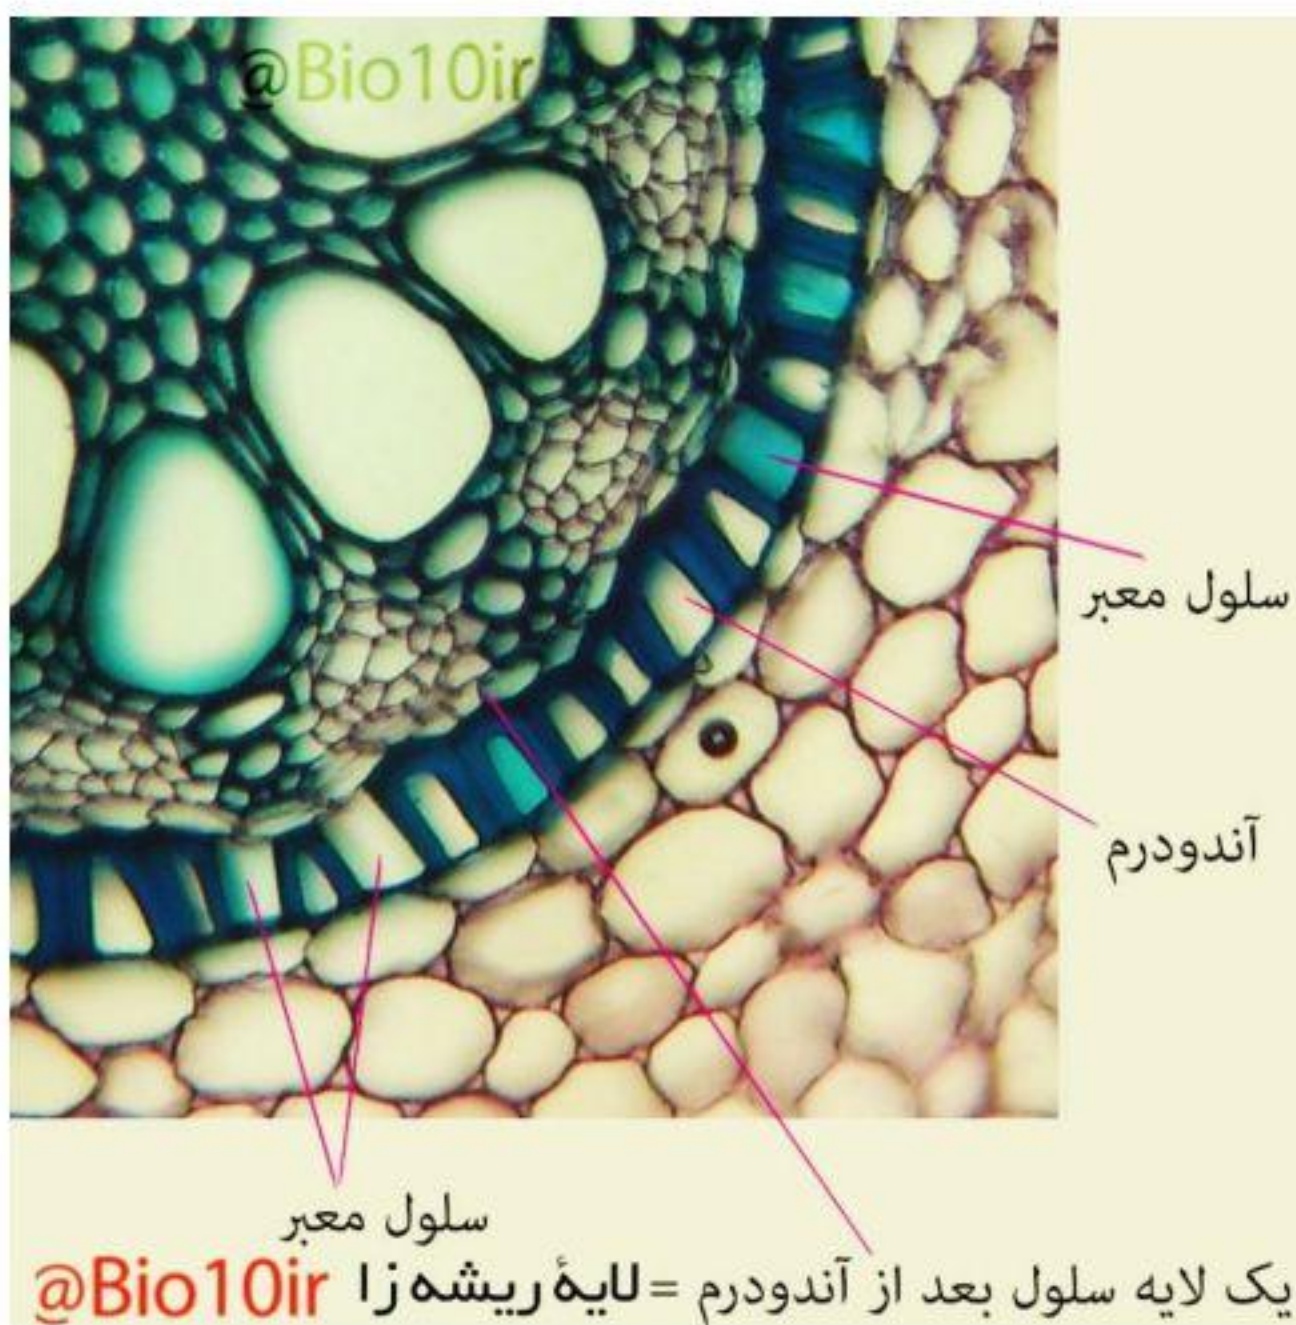 @Bio10ir
سلول معبر
آندودرم
سلول معبر
یک لایه سلول بعد از آندودرم = لایهٔ ریشه‌زا @Bio10ir